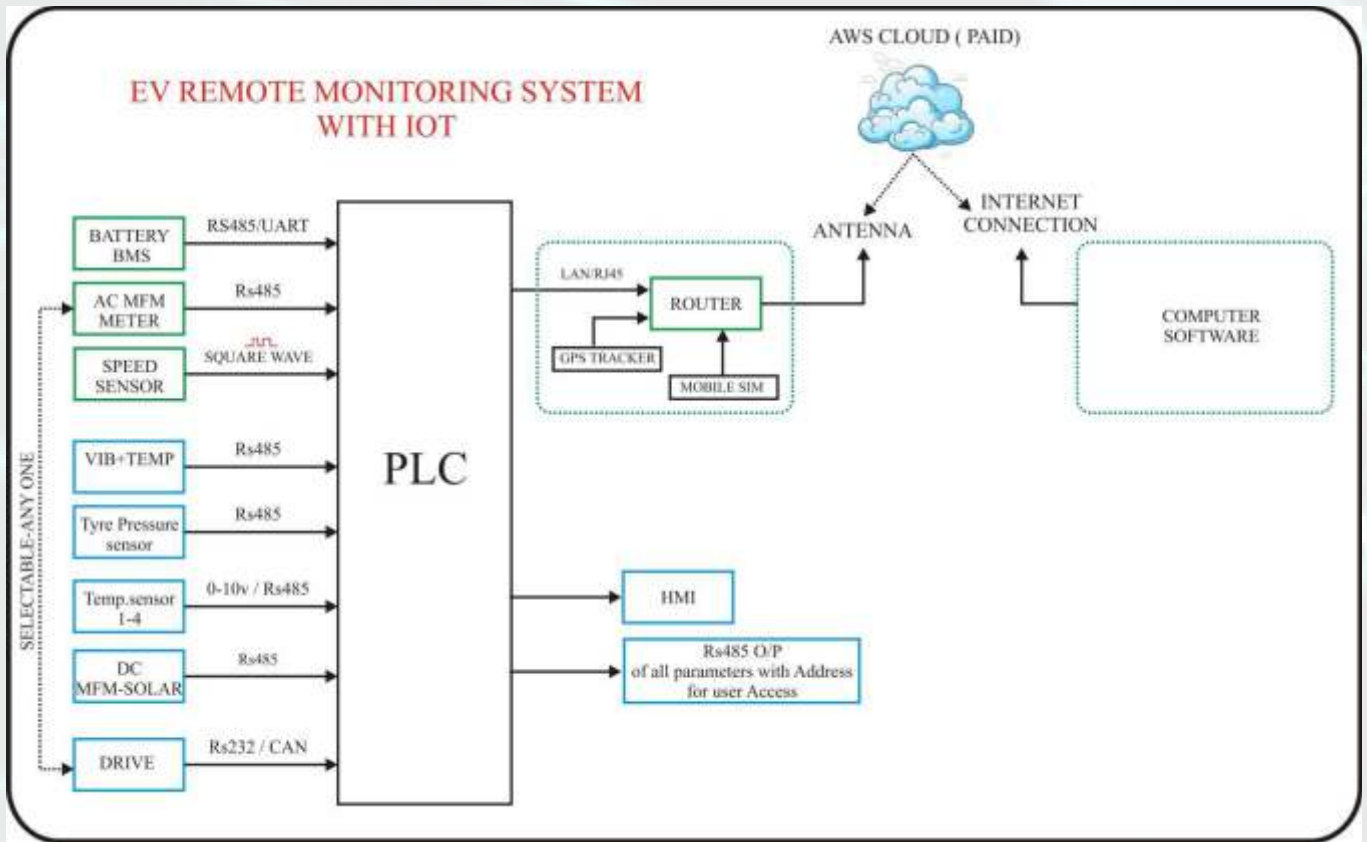 AWS CLOUD ( PAID)
EV REMOTE MONITORING SYSTEM
WITH IOT
BATTERY
BMS
RS485/UART
AC MFM
METER
Rs485
SPEED
SENSOR
SQUARE WAVE
VIB+TEMP
Rs485
Tyre Pressure
sensor
Rs485
Temp.sensor
1-4
0-10v / Rs485
DC
MFM-SOLAR
Rs485
DRIVE
Rs232 / CAN
SELECTABLE-ANY ONE
PLC
LAN/RJ45
ROUTER
GPS TRACKER
MOBILE SIM
ANTENNA
INTERNET
CONNECTION
COMPUTER
SOFTWARE
HMI
Rs485 O/P
of all parameters with Address
for user Access